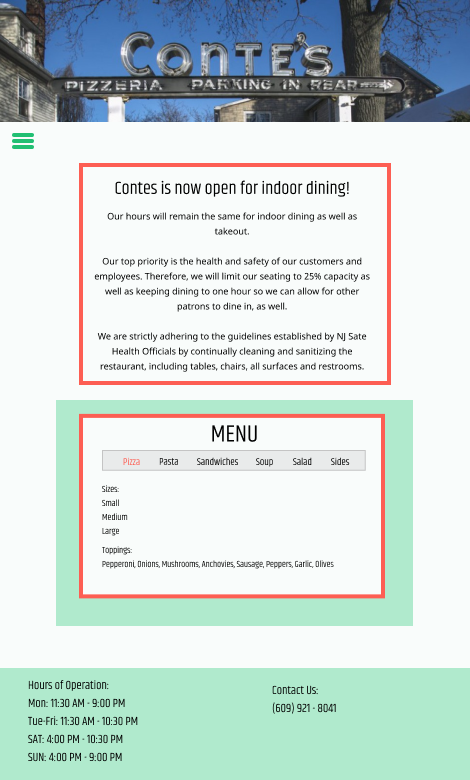 CONTE'S
PIZZERIA PARKING IN REAR
Contes is now open for indoor dining!
Our hours will remain the same for indoor dining as well as
takeout.
Our top priority is the health and safety of our customers and
employees. Therefore, we will limit our seating to 25% capacity as
well as keeping dining to one hour so we can allow for other
patrons to dine in, as well.
We are strictly adhering to the guidelines established by NJ Sate
Health Officials by continually cleaning and sanitizing the
restaurant, including tables, chairs, all surfaces and restrooms.
MENU
Pizza Pasta Sandwiches Soup Salad Sides
Sizes:
Small
Medium
Large
Toppings:
Pepperoni, Onions, Mushrooms, Anchovies, Sausage, Peppers, Garlic, Olives
Hours of Operation:
Mon: 11:30 AM - 9:00 PM
Tue-Fri: 11:30 AM - 10:30 PM
SAT: 4:00 PM - 10:30 PM
SUN: 4:00 PM - 9:00 PM
Contact Us:
(609) 921 - 8041